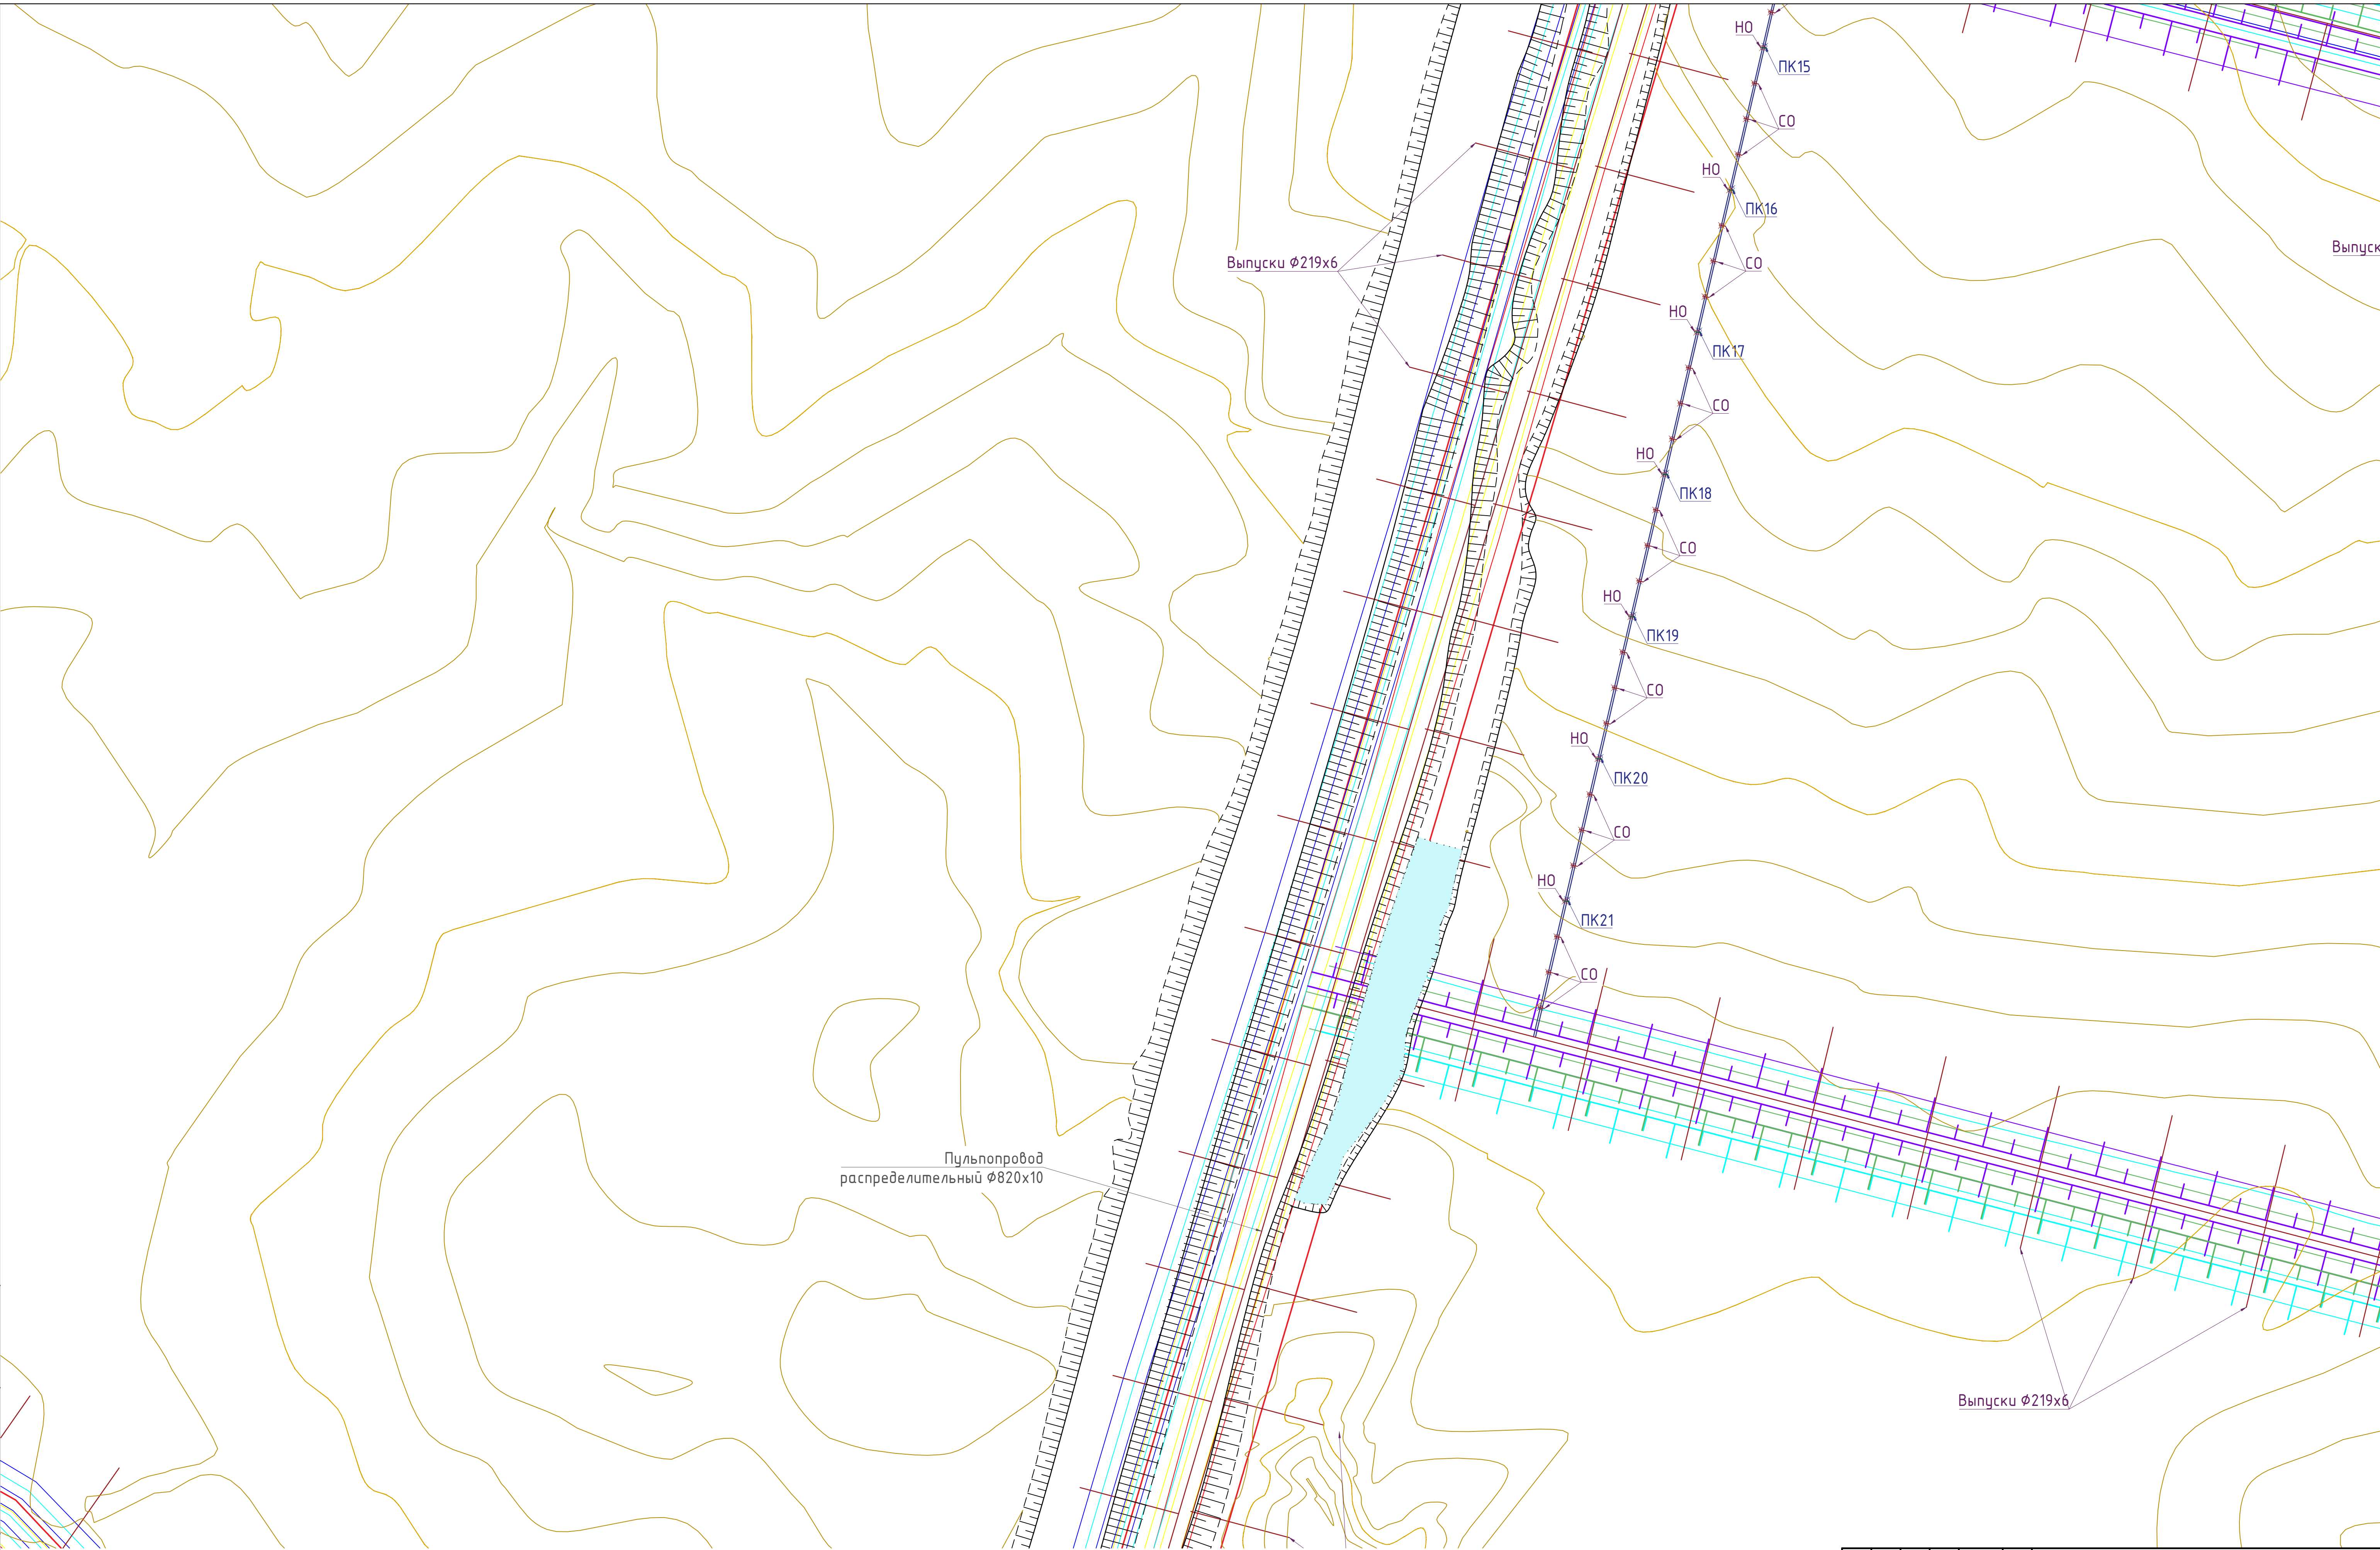 НО
ПК15
СО
НО
ПК16
Выпуск
Выпуски Ф219х6
СО
НО
ПК17
СО
НО
ПК18
СО
НО
ПК19
СО
НО
ПК20
СО
НО
ПК21
СО
Пульпопровод
распределительный Ф820х10
Выпуски Ф219х6